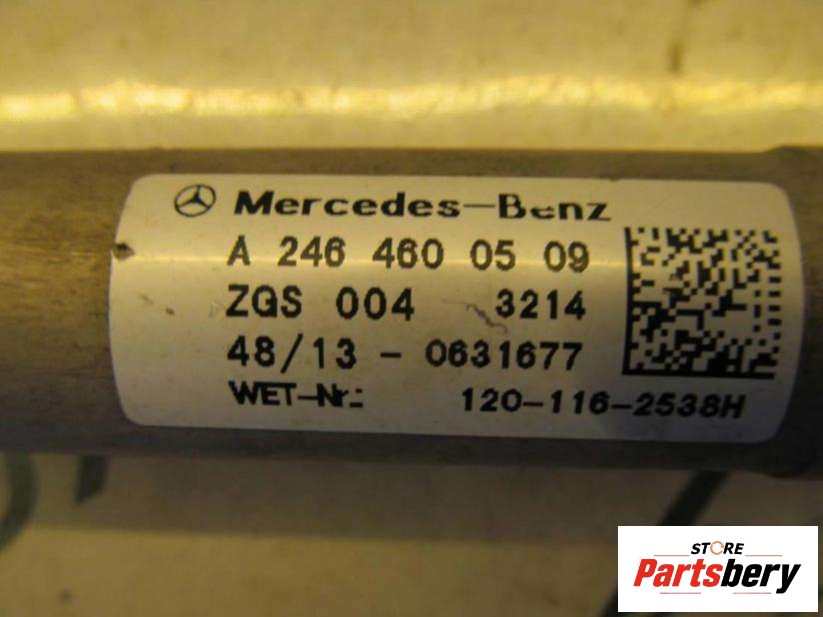 Mercedes-Benz
A 246 460 05 09
ZGS 004 3214
48/13 - 0631677
WET-Nr.: 120-116-2538H
STORE
Partsbery